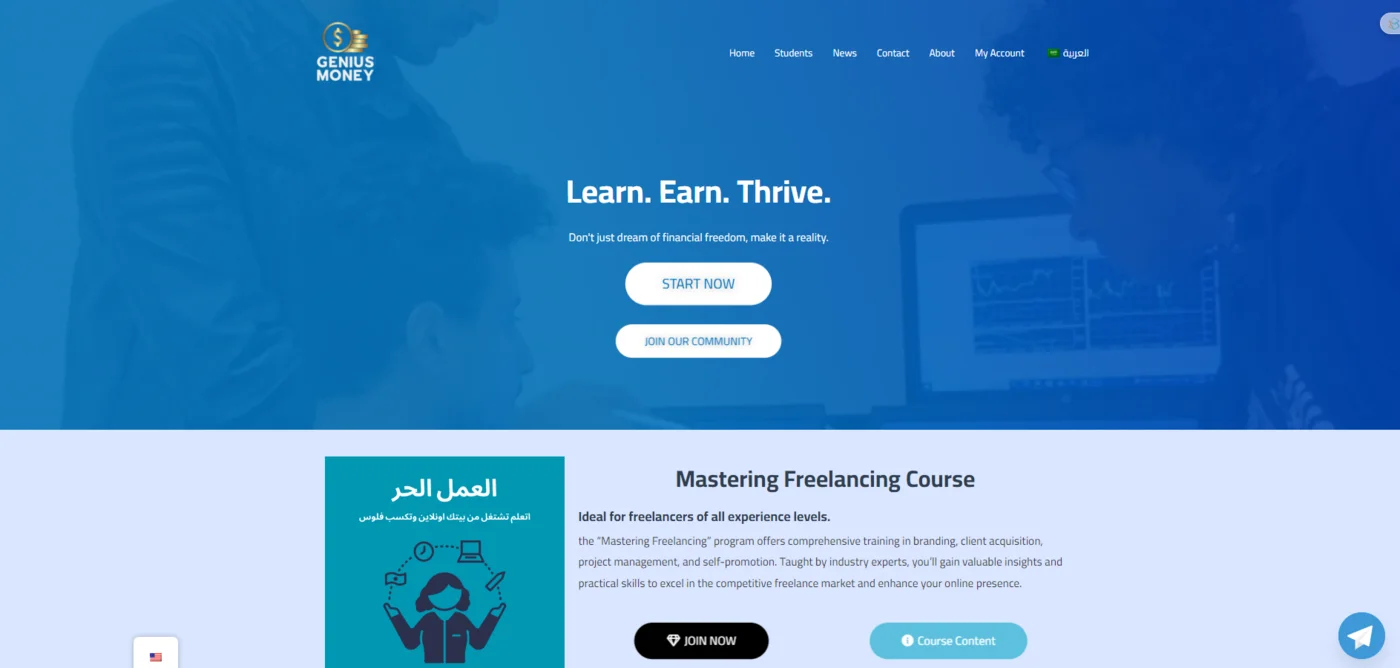 GENIUS
MONEY
Home Students News Contact About My Account العربية
Learn. Earn. Thrive.
Don't just dream of financial freedom, make it a reality.
START NOW
JOIN OUR COMMUNITY
العمل الحر
اتعلم تشتغل من بيتك اونلاين وتكسب فلوس
Mastering Freelancing Course
Ideal for freelancers of all experience levels.
the “Mastering Freelancing” program offers comprehensive training in branding, client acquisition,
project management, and self-promotion. Taught by industry experts, you’ll gain valuable insights and
practical skills to excel in the competitive freelance market and enhance your online presence.
JOIN NOW
Course Content